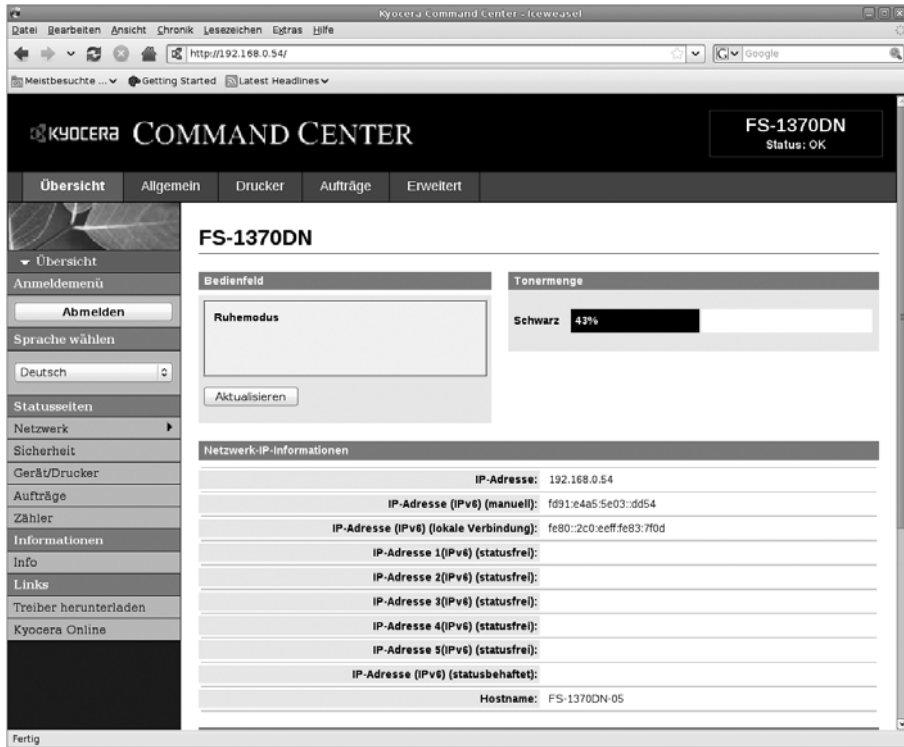 Kyocera Command Center - Iceweasel
Datei Bearbeiten Ansicht Chronik Lesezeichen Extras Hilfe
http://192.168.0.54/
Google
Meistbesuchte ... Getting Started Latest Headlines
KYOCERA COMMAND CENTER
FS-1370DN
Status: OK
Übersicht Allgemein Drucker Aufträge Erweitert
Übersicht
Anmeldemenü
Abmelden
Sprache wählen
Deutsch
Statusseiten
Netzwerk
Sicherheit
Gerät/Drucker
Aufträge
Zähler
Informationen
Info
Links
Treiber herunterladen
Kyocera Online
FS-1370DN
Bedienfeld
Ruhemodus
Aktualisieren
Tonermenge
Schwarz 43%
Netzwerk-IP-Informationen
IP-Adresse: 192.168.0.54
IP-Adresse (IPv6) (manuell): fd91:e4a5:5e03::dd54
IP-Adresse (IPv6) (lokale Verbindung): fe80::2c0:eeff:fe83:7f0d
IP-Adresse 1(IPv6) (statusfrei):
IP-Adresse 2(IPv6) (statusfrei):
IP-Adresse 3(IPv6) (statusfrei):
IP-Adresse 4(IPv6) (statusfrei):
IP-Adresse 5(IPv6) (statusfrei):
IP-Adresse (IPv6) (statusbehaftet):
Hostname: FS-1370DN-05
Fertig